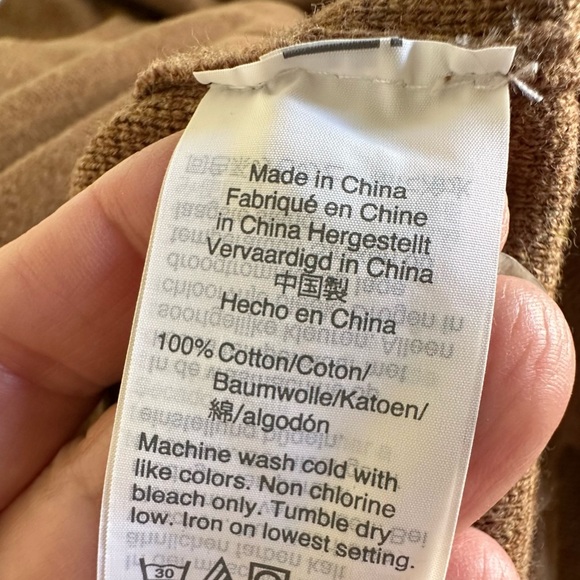 Made in China
Fabriqué en Chine
in China Hergestellt
Vervaardigd in China
中国製
Hecho en China
100% Cotton/Coton/
Baumwolle/Katoen/
綿/algodón
Machine wash cold with
like colors. Non chlorine
bleach only. Tumble dry
low. Iron on lowest setting.
30